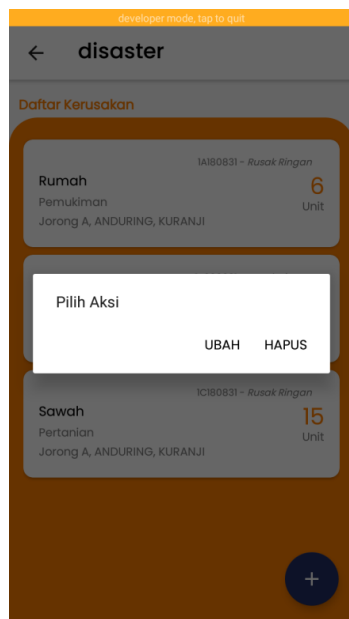 developer mode, tap to quit
disaster
Daftar Kerusakan
1A180831 - Rusak Ringan
Rumah
6
Pemukiman
Unit
Jorong A, ANDURING, KURANJI
Pilih Aksi
UBAH HAPUS
1C180831 - Rusak Ringan
Sawah
15
Pertanian
Unit
Jorong A, ANDURING, KURANJI